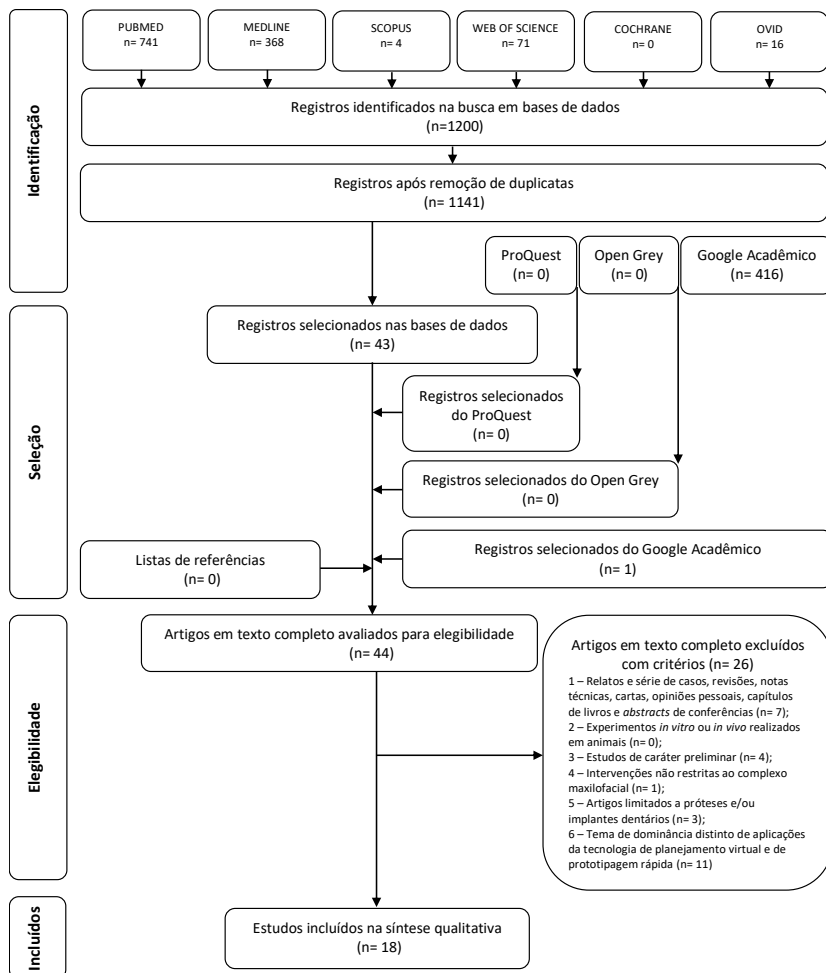 PUBMED
n= 741
MEDLINE
n= 368
SCOPUS
n= 4
WEB OF SCIENCE
n= 71
COCHRANE
n= 0
OVID
n= 16
Identificação
Registros identificados na busca em bases de dados
(n=1200)
Registros após remoção de duplicatas
(n= 1141)
ProQuest
(n= 0)
Open Grey
(n= 0)
Google Acadêmico
(n= 416)
Seleção
Registros selecionados nas bases de dados
(n= 43)
Registros selecionados
do ProQuest
(n= 0)
Registros selecionados do Open Grey
(n= 0)
Listas de referências
(n= 0)
Registros selecionados do Google Acadêmico
(n= 1)
Elegibilidade
Artigos em texto completo avaliados para elegibilidade
(n= 44)
Artigos em texto completo excluídos
com critérios (n= 26)
1 – Relatos e série de casos, revisões, notas
técnicas, cartas, opiniões pessoais, capítulos
de livros e abstracts de conferências (n= 7);
2 – Experimentos in vitro ou in vivo realizados
em animais (n= 0);
3 – Estudos de caráter preliminar (n= 4);
4 – Intervenções não restritas ao complexo
maxilofacial (n= 1);
5 – Artigos limitados a próteses e/ou
implantes dentários (n= 3);
6 – Tema de dominância distinto de aplicações
da tecnologia de planejamento virtual e de
prototipagem rápida (n= 11)
Incluídos
Estudos incluídos na síntese qualitativa
(n= 18)